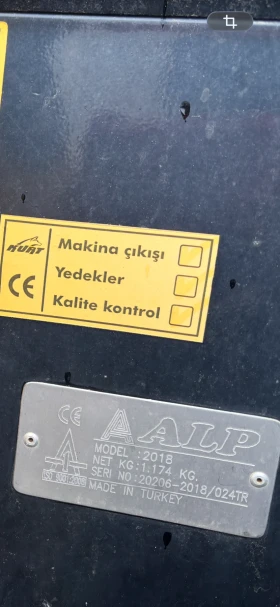 KURT
CE
Makina çıkışı
Yedekler
Kalite kontrol
CE
ALP
MODEL :2018
NET KG:1.174 KG.
SERI NO:20206-2018/024TR
MADE IN TURKEY